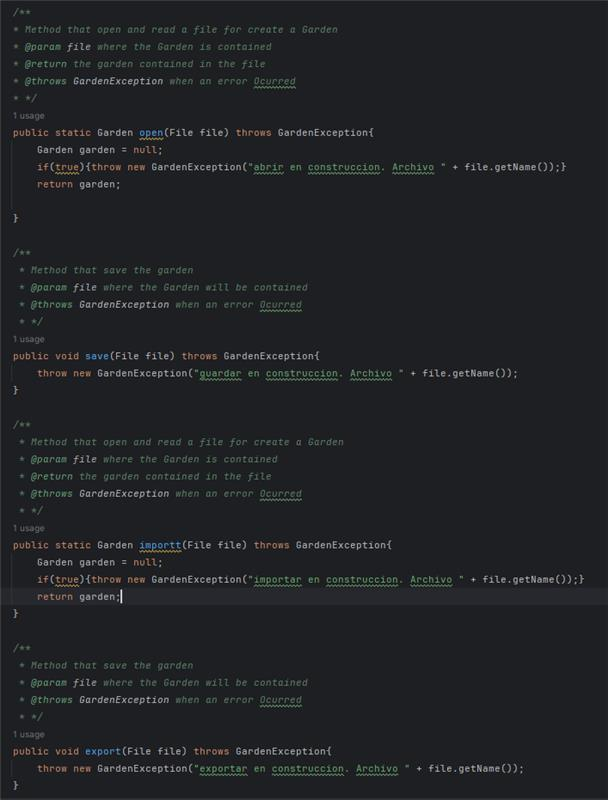 /**
* Method that open and read a file for create a Garden
* @param file where the Garden is contained
* @return the garden contained in the file
* @throws GardenException when an error Ocurred
* */
1 usage
public static Garden open(File file) throws GardenException{
Garden garden = null;
if(true){throw new GardenException("abrir en construccion. Archivo " + file.getName());}
return garden;
}
/**
* Method that save the garden
* @param file where the Garden will be contained
* @throws GardenException when an error Ocurred
* */
1 usage
public void save(File file) throws GardenException{
throw new GardenException("guardar en construccion. Archivo " + file.getName());
}
/**
* Method that open and read a file for create a Garden
* @param file where the Garden is contained
* @return the garden contained in the file
* @throws GardenException when an error Ocurred
* */
1 usage
public static Garden importt(File file) throws GardenException{
Garden garden = null;
if(true){throw new GardenException("importar en construccion. Archivo " + file.getName());}
return garden;
}
/**
* Method that save the garden
* @param file where the Garden will be contained
* @throws GardenException when an error Ocurred
* */
1 usage
public void export(File file) throws GardenException{
throw new GardenException("exportar en construccion. Archivo " + file.getName());
}